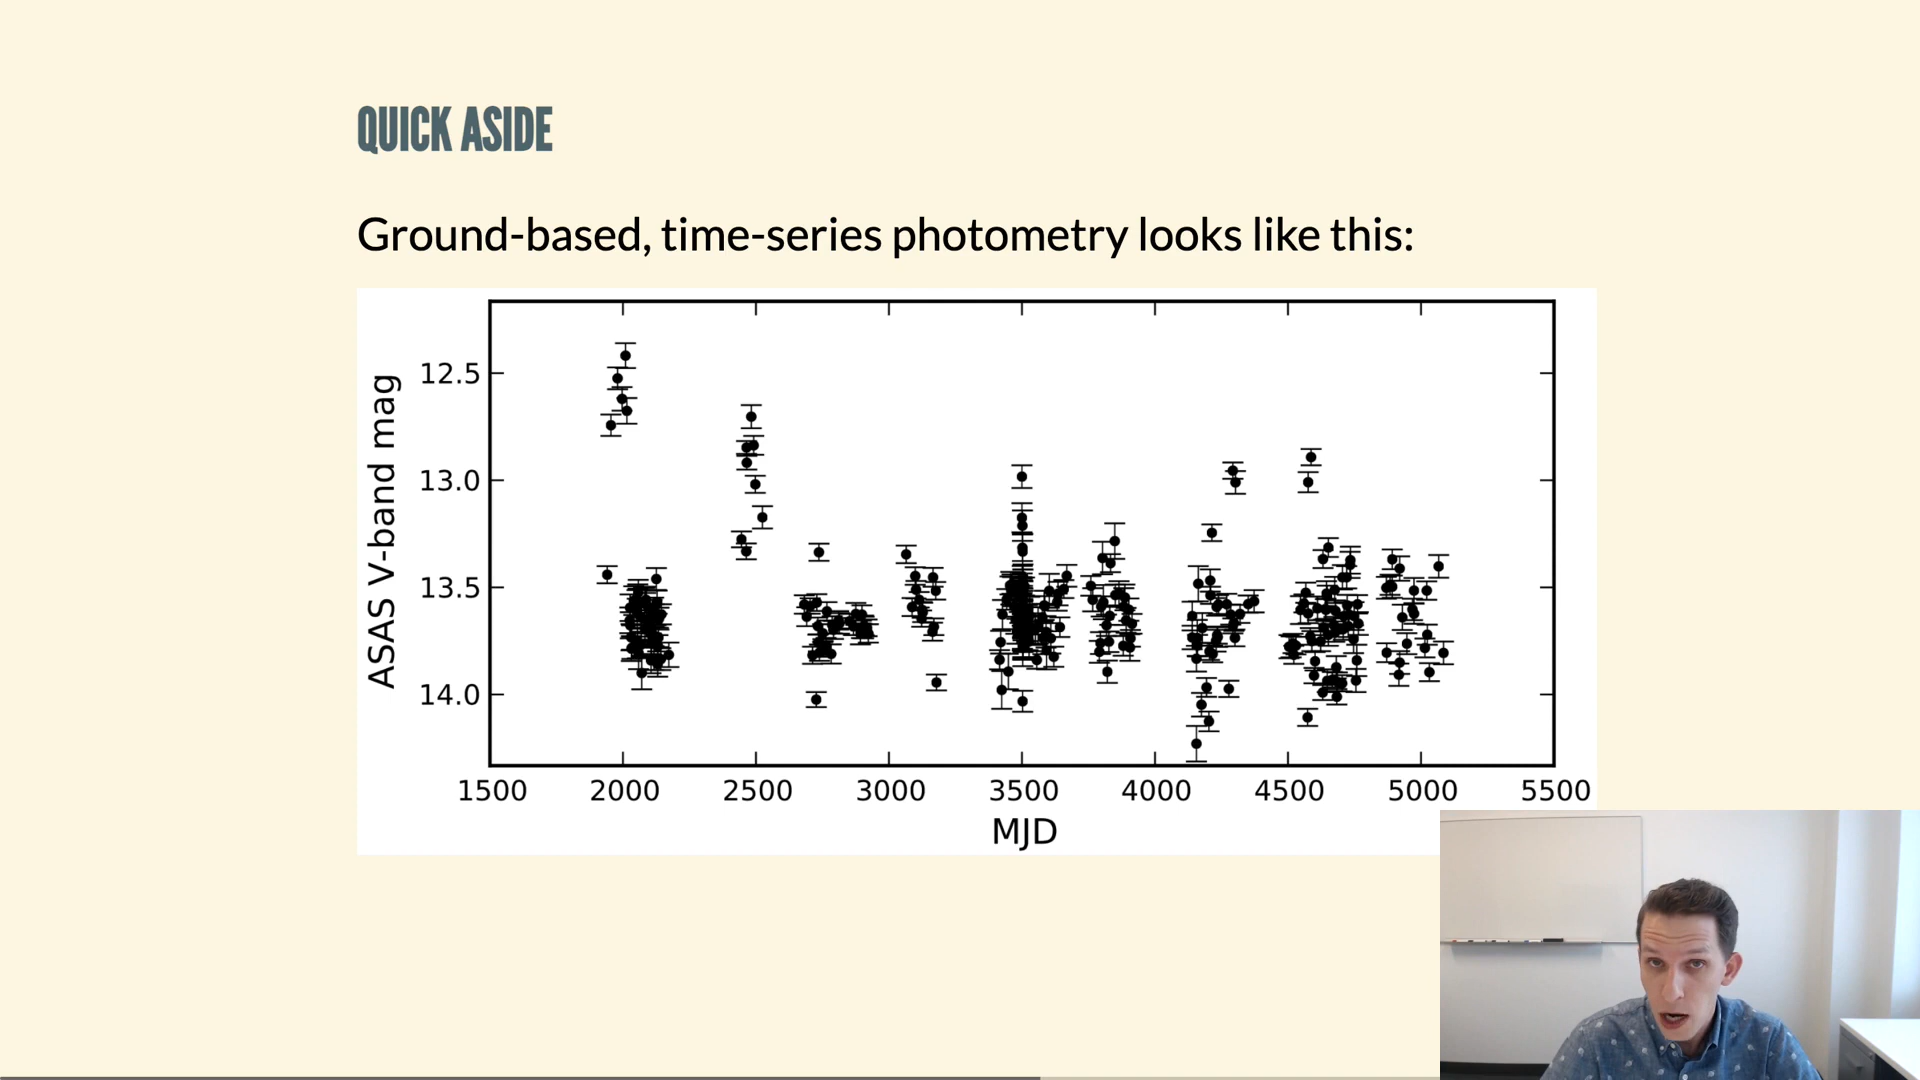 QUICK ASIDE
Ground-based, time-series photometry looks like this:
ASAS V-band mag
12.5
13.0
13.5
14.0
1500 2000 2500 3000 3500 4000 4500 5000 5500
MJD